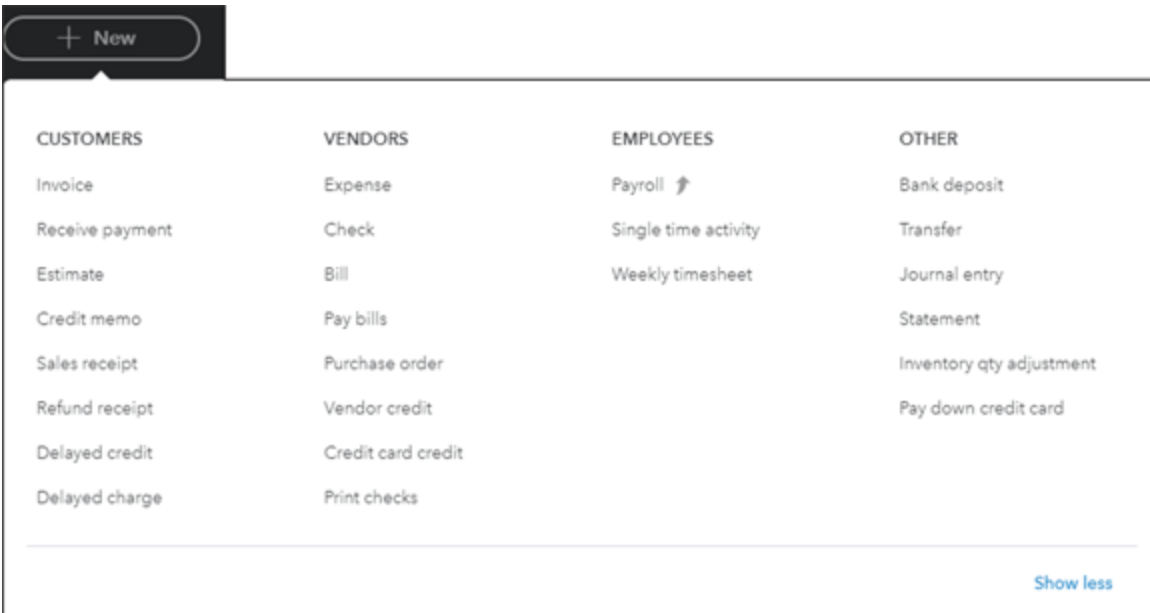 + New
CUSTOMERS
Invoice
Receive payment
Estimate
Credit memo
Sales receipt
Refund receipt
Delayed credit
Delayed charge
VENDORS
Expense
Check
Bill
Pay bills
Purchase order
Vendor credit
Credit card credit
Print checks
EMPLOYEES
Payroll
Single time activity
Weekly timesheet
OTHER
Bank deposit
Transfer
Journal entry
Statement
Inventory qty adjustment
Pay down credit card
Show less